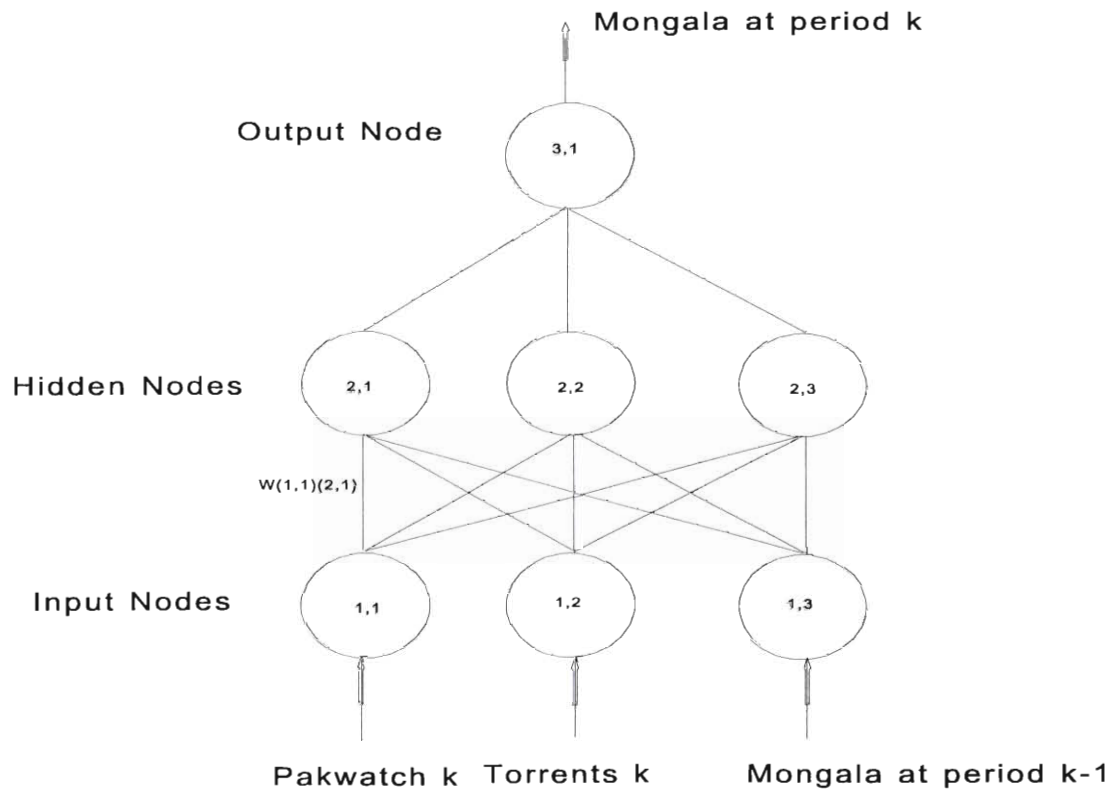 Mongala at period k
Output Node
3,1
Hidden Nodes
2,1
2,2
2,3
W(1,1)(2,1)
Input Nodes
1,1
1,2
1,3
Pakwatch k
Torrents k
Mongala at period k-1